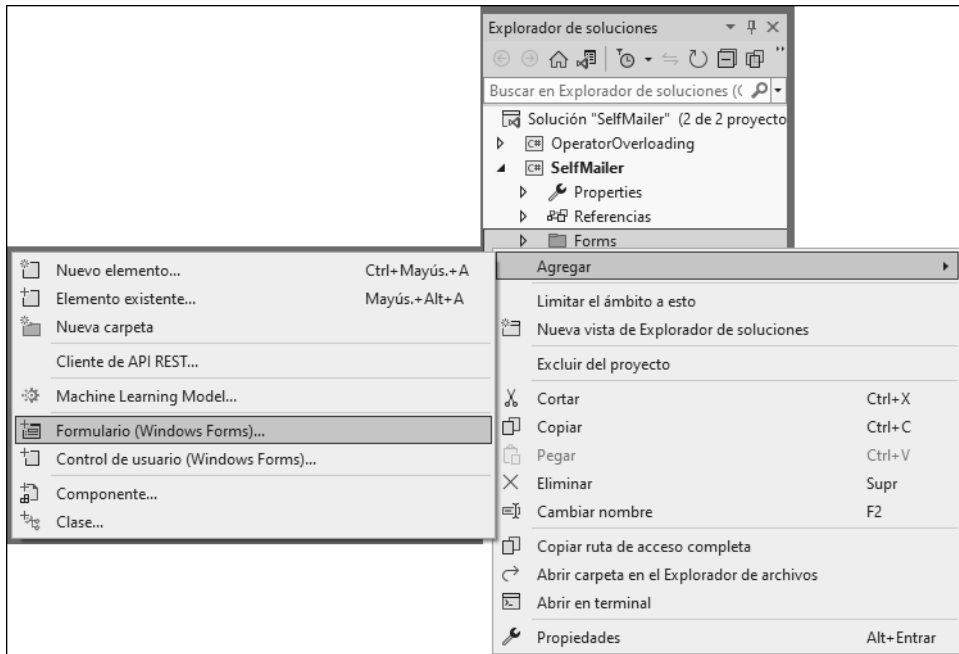 Explorador de soluciones
Buscar en Explorador de soluciones ((
Solución "SelfMailer" (2 de 2 proyecto
C# OperatorOverloading
C# SelfMailer
Properties
Referencias
Forms
Nuevo elemento... Ctrl+Mayús.+A
Elemento existente... Mayús.+Alt+A
Nueva carpeta
Cliente de API REST...
Machine Learning Model...
Formulario (Windows Forms)...
Control de usuario (Windows Forms)...
Componente...
Clase...
Agregar
Limitar el ámbito a esto
Nueva vista de Explorador de soluciones
Excluir del proyecto
Cortar Ctrl+X
Copiar Ctrl+C
Pegar Ctrl+V
Eliminar Supr
Cambiar nombre F2
Copiar ruta de acceso completa
Abrir carpeta en el Explorador de archivos
Abrir en terminal
Propiedades Alt+Entrar